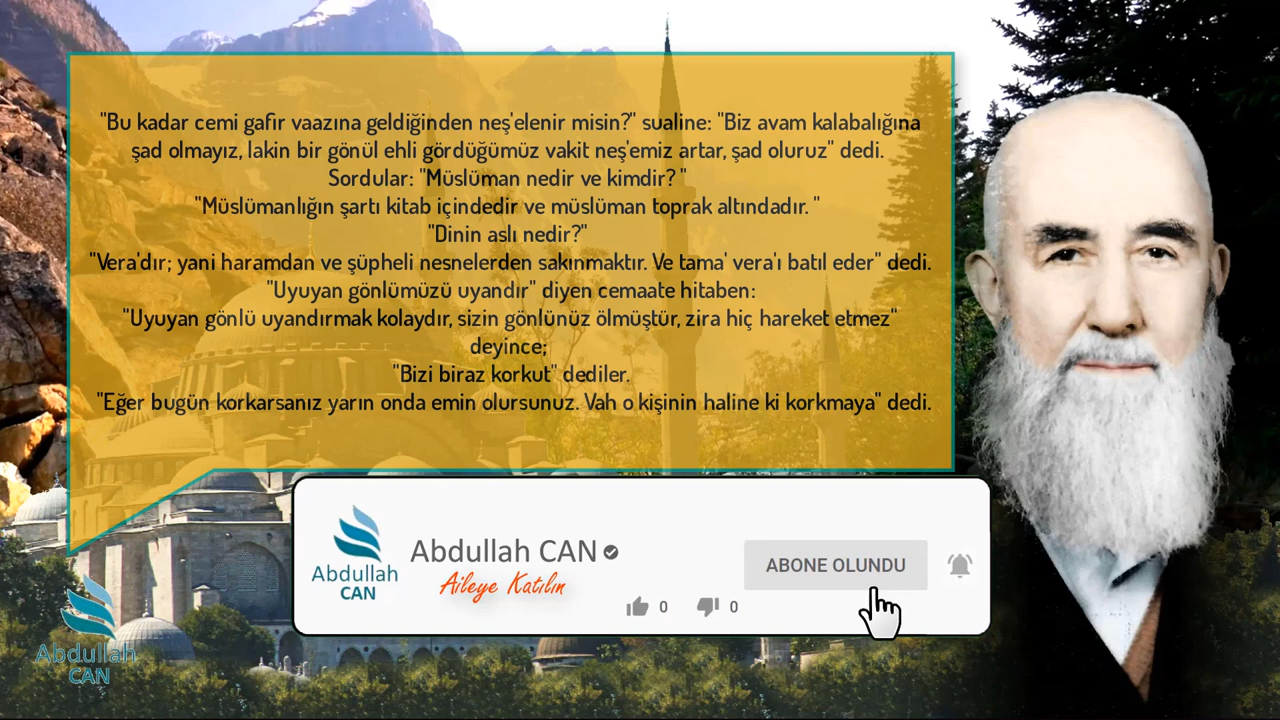 "Bu kadar cemi gafir vaazına geldiğinden neş'elenir misin?" sualine: "Biz avam kalabalığına
şad olmayız, lakin bir gönül ehli gördüğümüz vakit neş'emiz artar, şad oluruz" dedi.
Sordular: "Müslüman nedir ve kimdir? "
"Müslümanlığın şartı kitab içindedir ve müslüman toprak altındadır. "
"Dinin aslı nedir?"
"Vera'dır; yani haramdan ve şüpheli nesnelerden sakınmaktır. Ve tama' vera'ı batıl eder" dedi.
"Uyuyan gönlümüzü uyandır" diyen cemaate hitaben:
"Uyuyan gönlü uyandırmak kolaydır, sizin gönlünüz ölmüştür, zira hiç hareket etmez"
deyince;
"Bizi biraz korkut" dediler.
"Eğer bugün korkarsanız yarın onda emin olursunuz. Vah o kişinin haline ki korkmaya" dedi.
Abdullah
CAN
Abdullah CAN
Aileye Katılın
0
0
ABONE OLUNDU
Abdullah
CAN